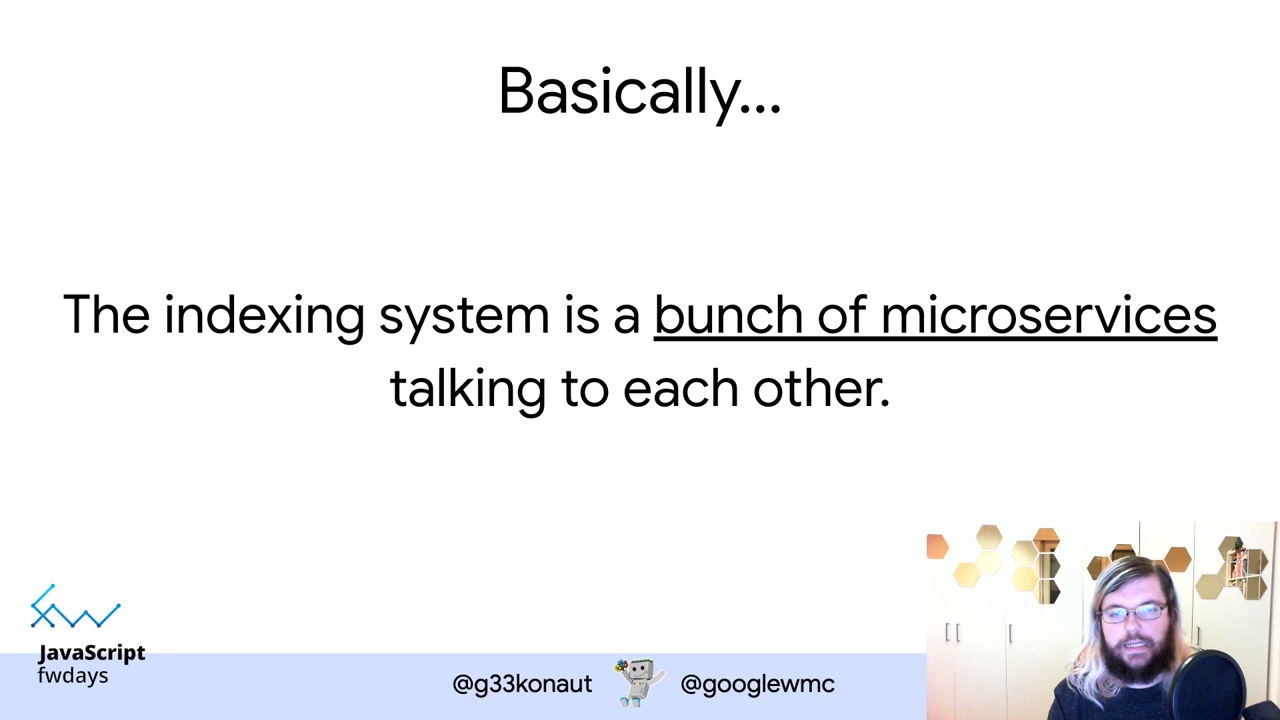 Basically...
The indexing system is a bunch of microservices
talking to each other.
JavaScript
fwdays
@g33konaut
@googlewmc